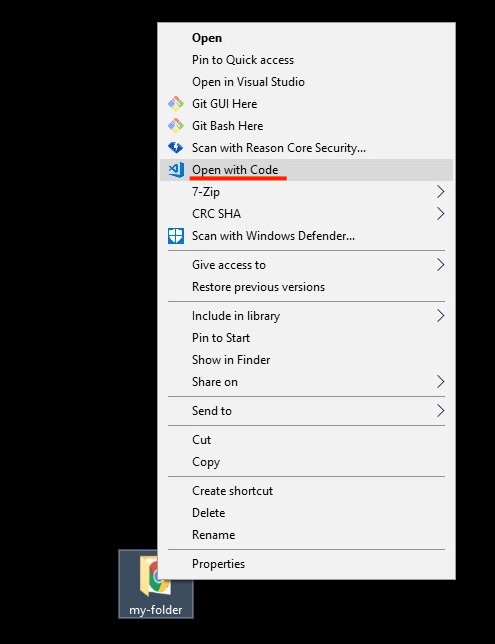 Open
Pin to Quick access
Open in Visual Studio
Git GUI Here
Git Bash Here
Scan with Reason Core Security...
Open with Code
7-Zip
CRC SHA
Scan with Windows Defender...
Give access to
Restore previous versions
Include in library
Pin to Start
Show in Finder
Share on
Send to
Cut
Copy
Create shortcut
Delete
Rename
Properties
my-folder